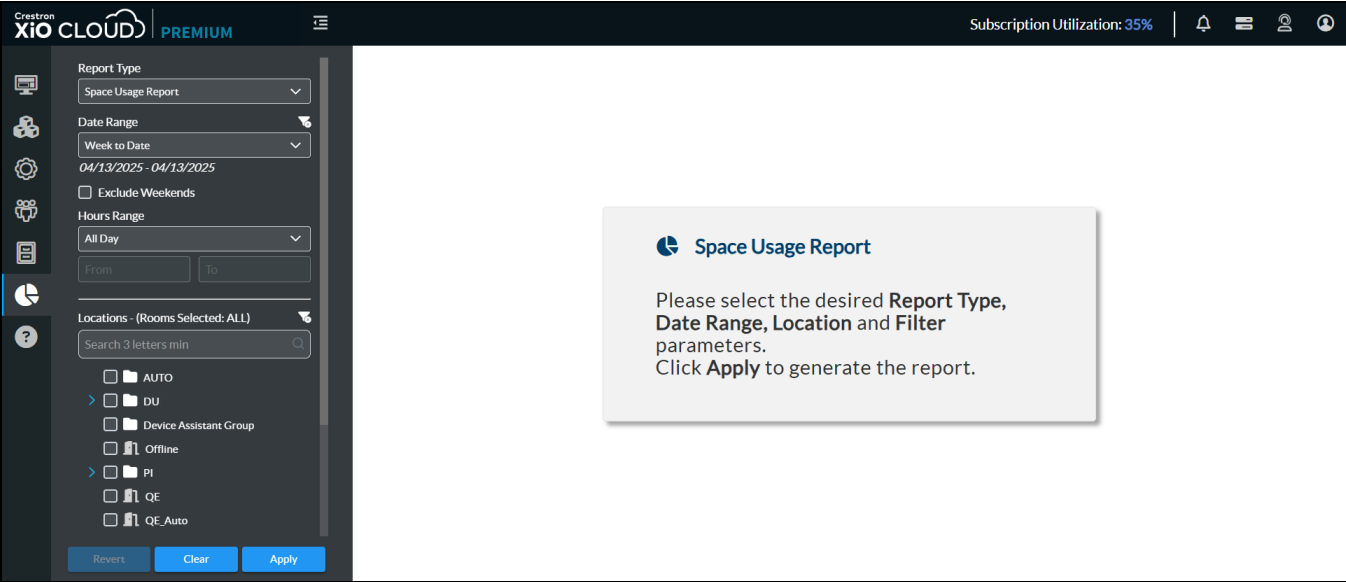 Crestron
XiO CLOUD PREMIUM
Subscription Utilization: 35%
Report Type
Space Usage Report
Date Range
Week to Date
04/13/2025 - 04/13/2025
Exclude Weekends
Hours Range
All Day
From To
Locations - (Rooms Selected: ALL)
Search 3 letters min
AUTO
DU
Device Assistant Group
Offline
PI
QE
QE_Auto
Revert Clear Apply
?
Space Usage Report
Please select the desired Report Type,
Date Range, Location and Filter
parameters.
Click Apply to generate the report.